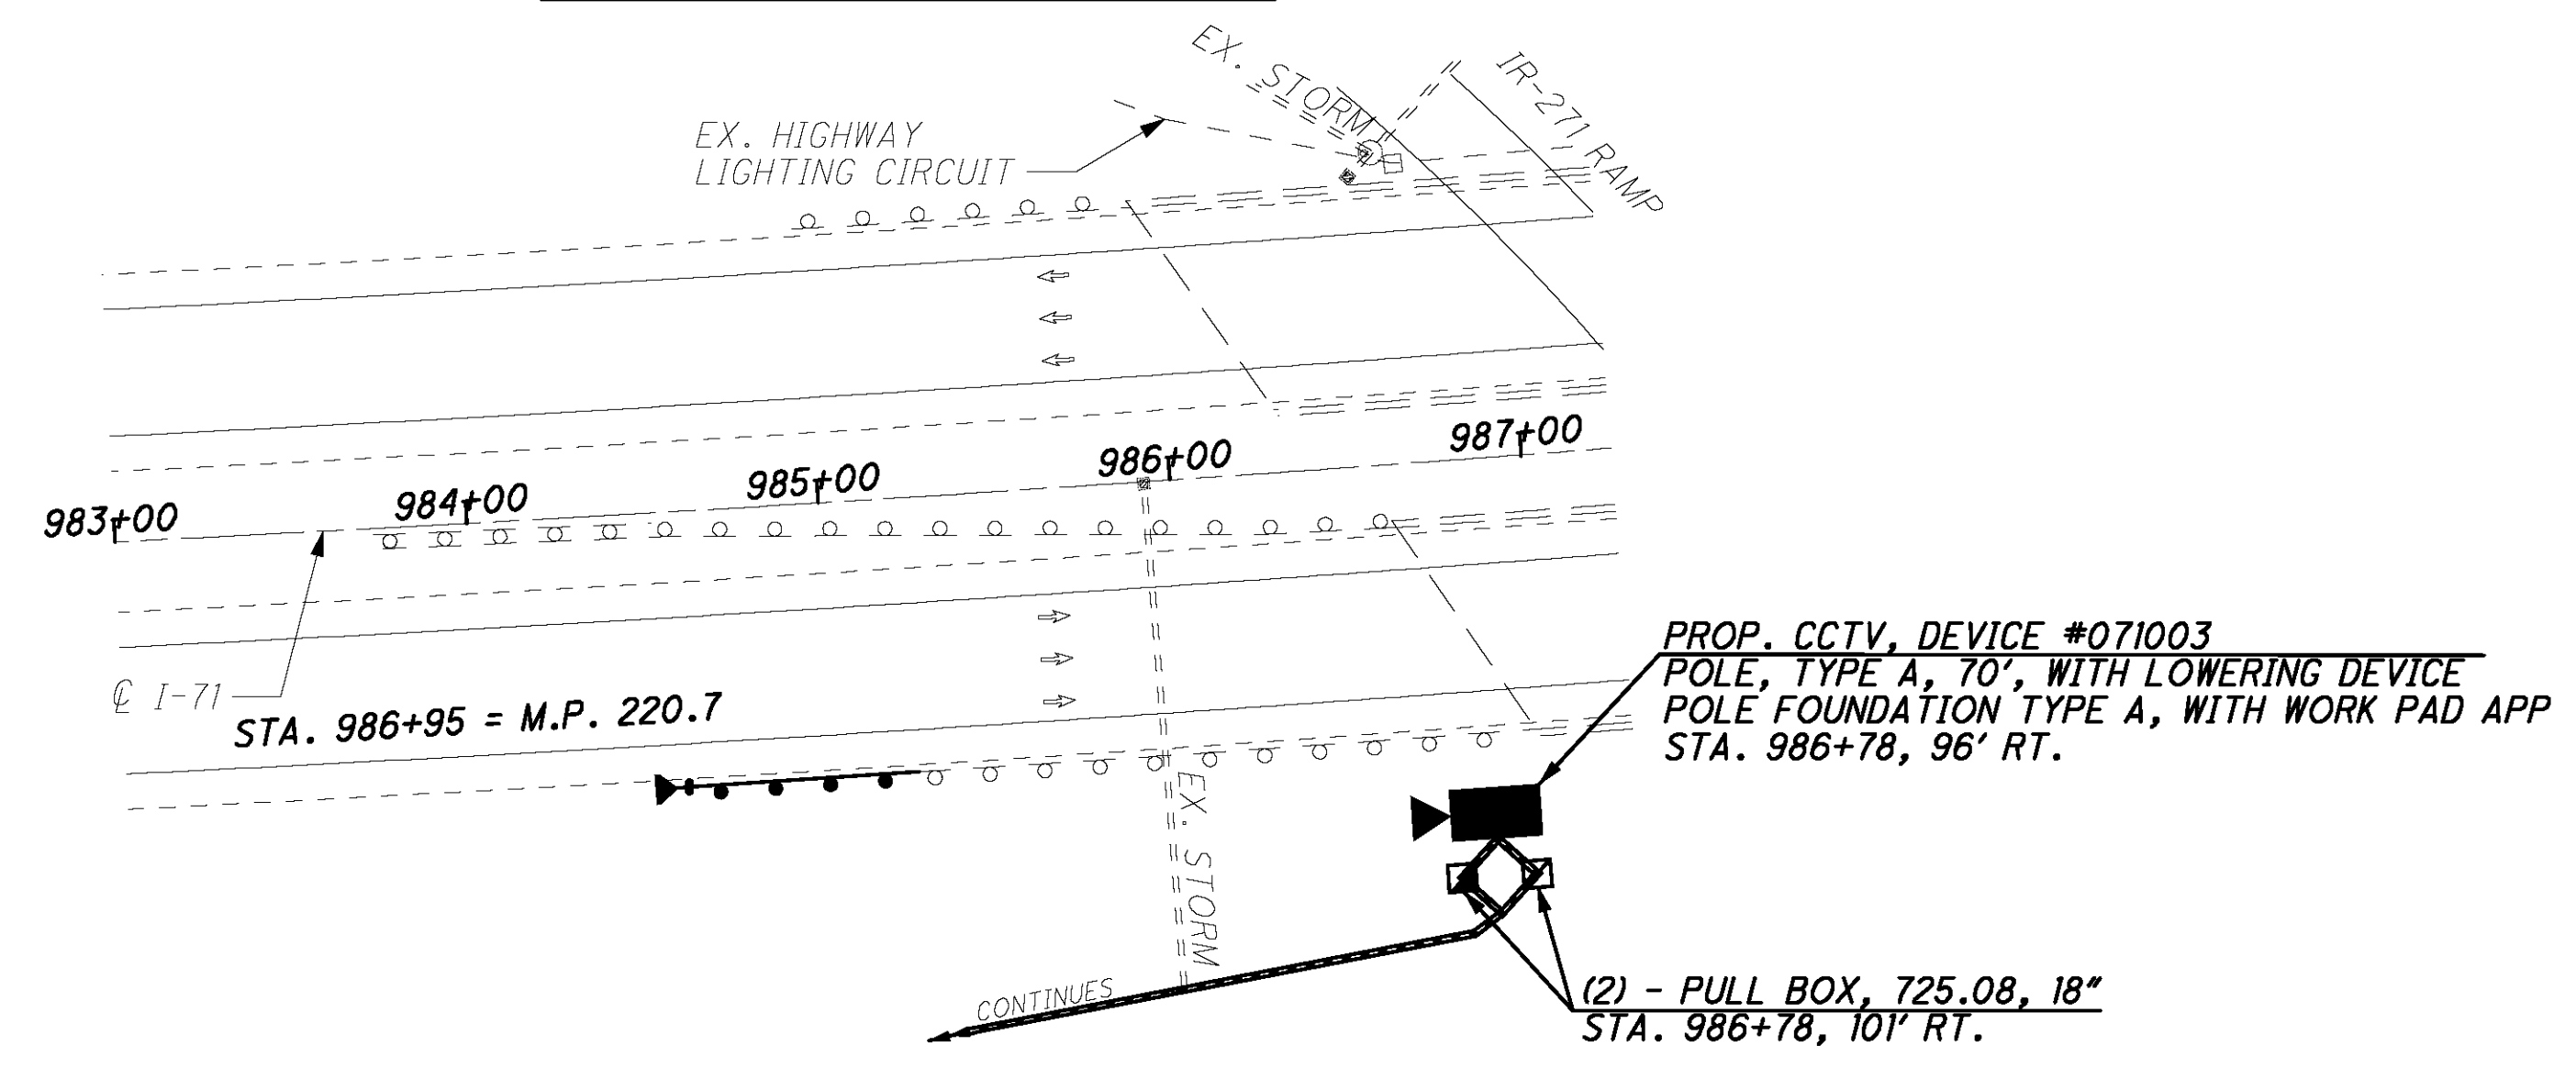 EX. STORM
IR-271 RAMP
EX. HIGHWAY
LIGHTING CIRCUIT
983+00
984+00
985+00
986+00
987+00
℄ I-71
STA. 986+95 = M.P. 220.7
PROP. CCTV, DEVICE #071003
POLE, TYPE A, 70', WITH LOWERING DEVICE
POLE FOUNDATION TYPE A, WITH WORK PAD APP
STA. 986+78, 96' RT.
EX. STORM
CONTINUES
(2) - PULL BOX, 725.08, 18"
STA. 986+78, 101' RT.